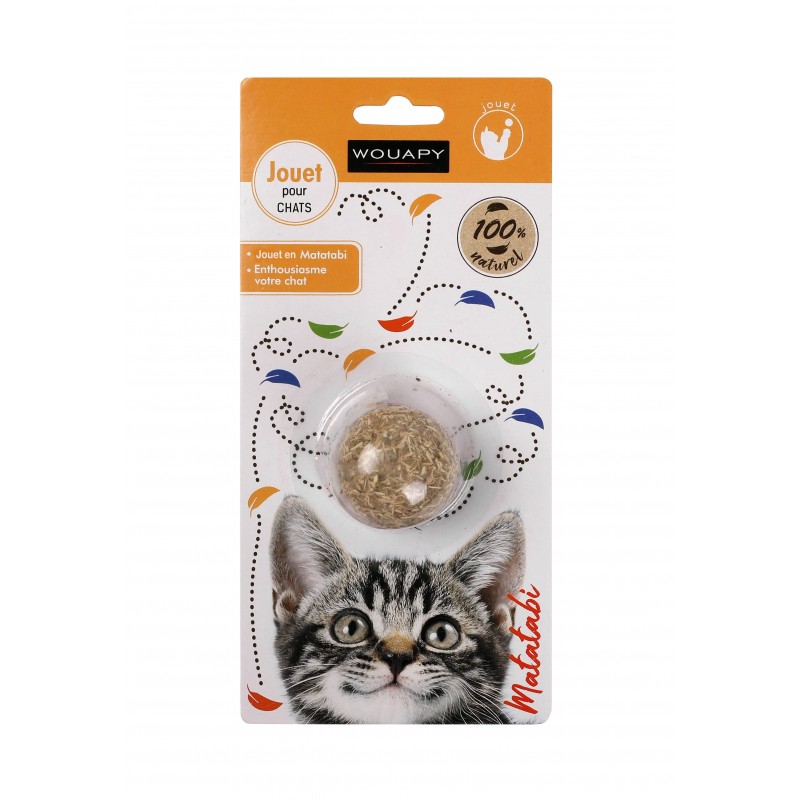 jouet
WOUAPY
Jouet
pour
CHATS
100%
naturel
• Jouet en Matatabi
• Enthousiasme
votre chat
Matatabi